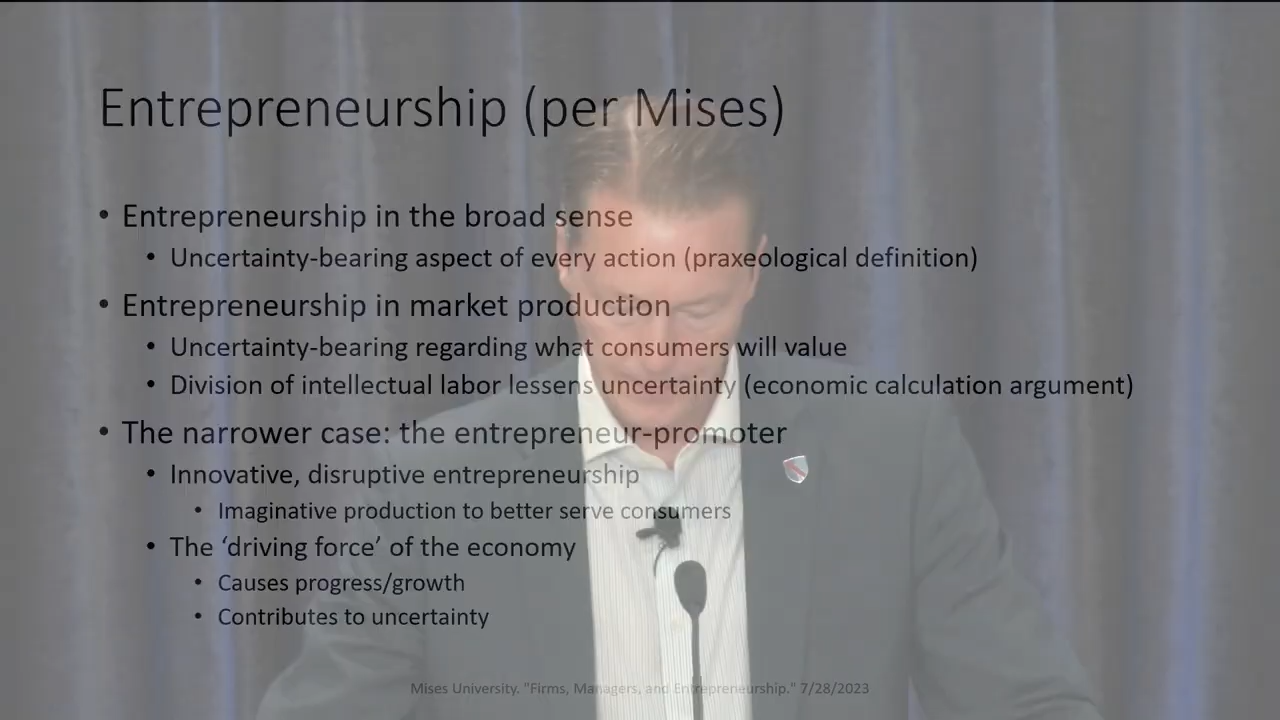 Entrepreneurship (per Mises)
• Entrepreneurship in the broad sense
• Uncertainty-bearing aspect of every action (praxeological definition)
• Entrepreneurship in market production
• Uncertainty-bearing regarding what consumers will value
• Division of intellectual labor lessens uncertainty (economic calculation argument)
• The narrower case: the entrepreneur-promoter
• Innovative, disruptive entrepreneurship
• Imaginative production to better serve consumers
• The ‘driving force’ of the economy
• Causes progress/growth
• Contributes to uncertainty
Mises University. "Firms, Managers, and Entrepreneurship." 7/28/2023